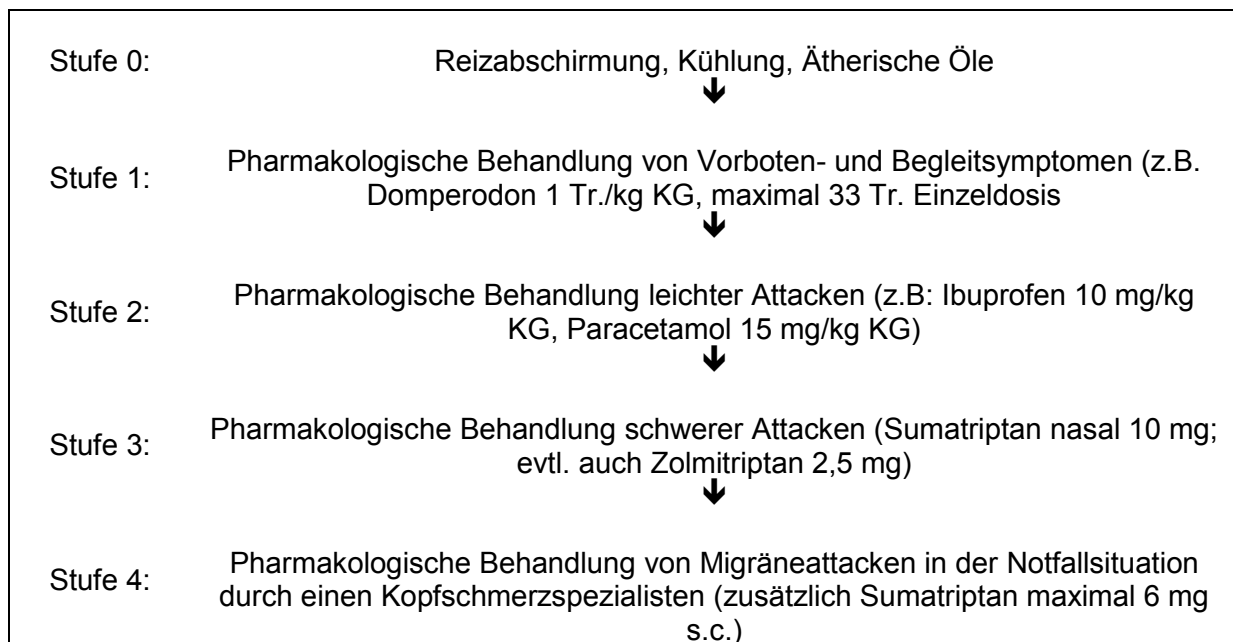 Stufe 0: Reizabschirmung, Kühlung, Ätherische Öle
🡻
Stufe 1: Pharmakologische Behandlung von Vorboten- und Begleitsymptomen (z.B.
Domperodon 1 Tr./kg KG, maximal 33 Tr. Einzeldosis
🡻
Stufe 2: Pharmakologische Behandlung leichter Attacken (z.B: Ibuprofen 10 mg/kg
KG, Paracetamol 15 mg/kg KG)
🡻
Stufe 3: Pharmakologische Behandlung schwerer Attacken (Sumatriptan nasal 10 mg;
evtl. auch Zolmitriptan 2,5 mg)
🡻
Stufe 4: Pharmakologische Behandlung von Migräneattacken in der Notfallsituation
durch einen Kopfschmerzspezialisten (zusätzlich Sumatriptan maximal 6 mg
s.c.)